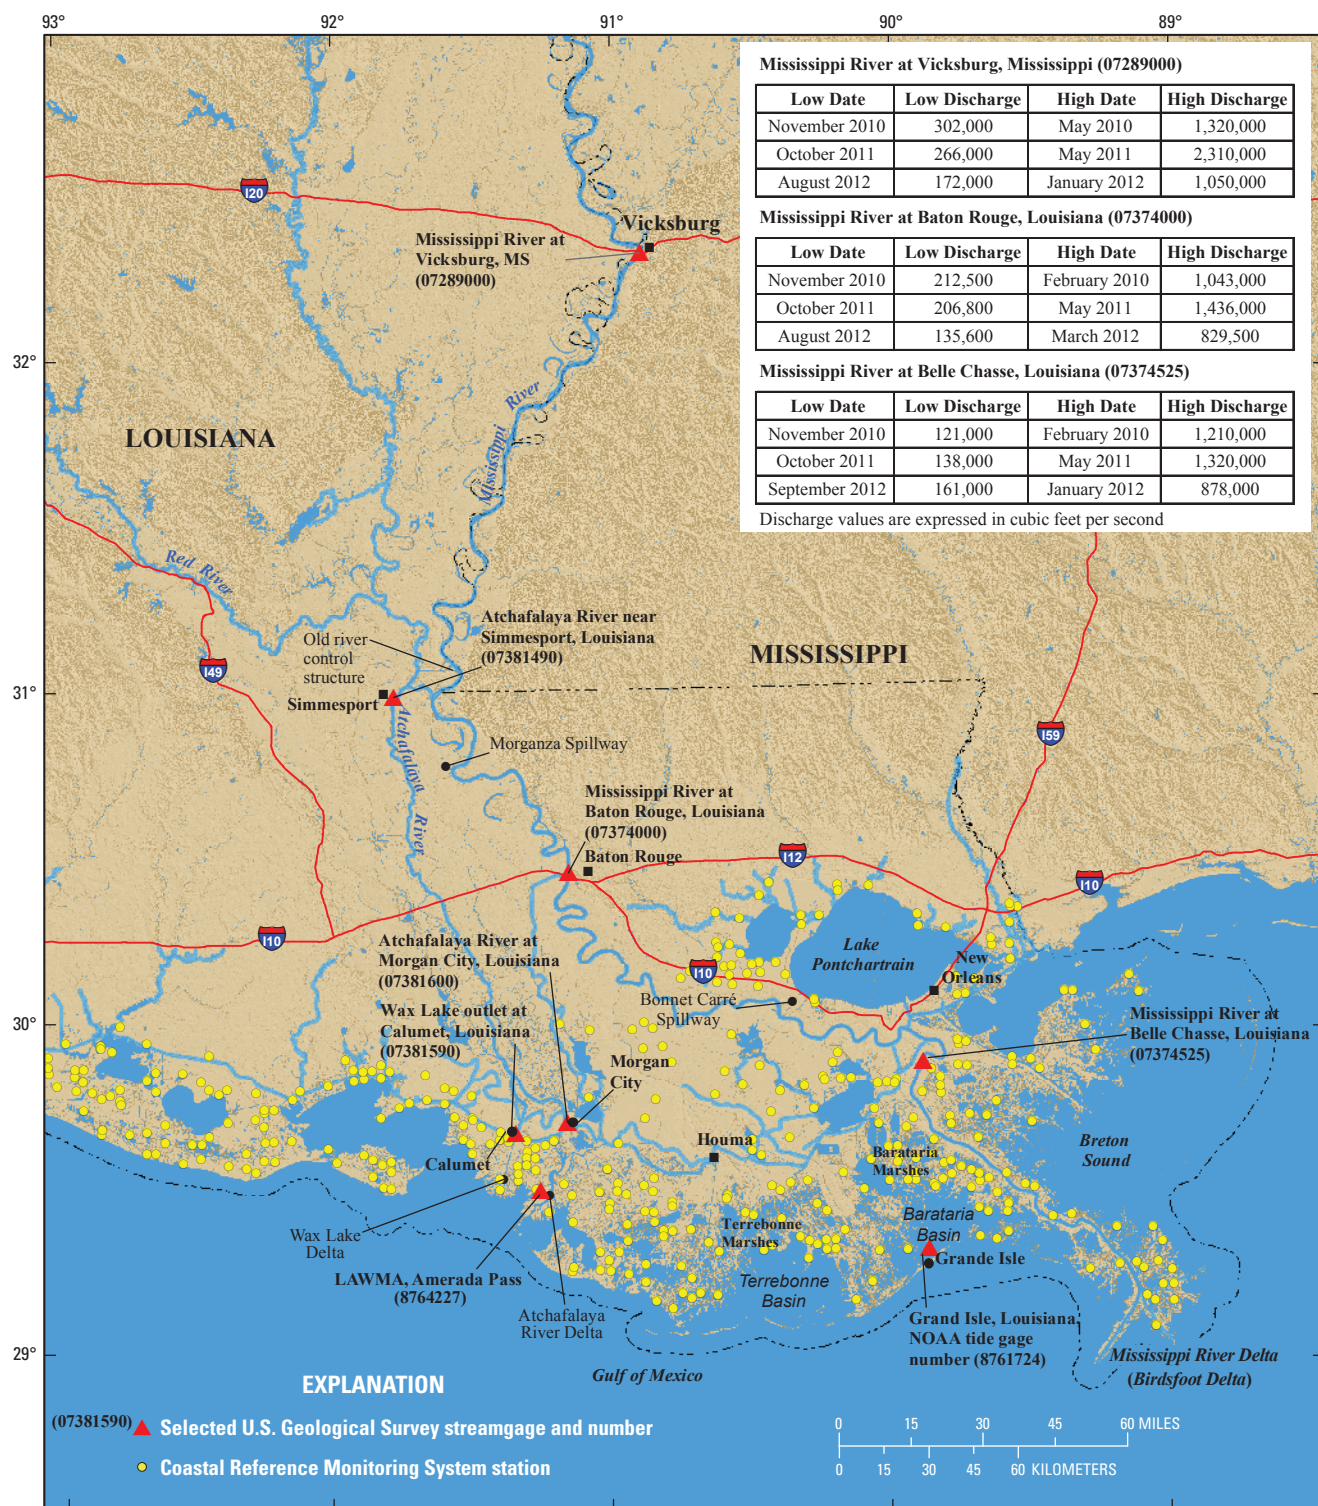 93°
92°
91°
90°
89°
Mississippi River at Vicksburg, Mississippi (07289000)
Low Date Low Discharge High Date High Discharge
November 2010 302,000 May 2010 1,320,000
October 2011 266,000 May 2011 2,310,000
August 2012 172,000 January 2012 1,050,000
Mississippi River at Baton Rouge, Louisiana (07374000)
Low Date Low Discharge High Date High Discharge
November 2010 212,500 February 2010 1,043,000
October 2011 206,800 May 2011 1,436,000
August 2012 135,600 March 2012 829,500
Mississippi River at Belle Chasse, Louisiana (07374525)
Low Date Low Discharge High Date High Discharge
November 2010 121,000 February 2010 1,210,000
October 2011 138,000 May 2011 1,320,000
September 2012 161,000 January 2012 878,000
Discharge values are expressed in cubic feet per second
I20
Vicksburg
Mississippi River at
Vicksburg, MS
(07289000)
32°
Mississippi River
LOUISIANA
Red River
Old river
control
structure
Atchafalaya River near
Simmesport, Louisiana
(07381490)
MISSISSIPPI
I49
31°
Simmesport
Atchafalaya River
I59
Morganza Spillway
Mississippi River at
Baton Rouge, Louisiana
(07374000)
Baton Rouge
I12
I10
I10
Atchafalaya River at
Morgan City, Louisiana
(07381600)
Lake
Pontchartrain
I10
New
Orleans
Bonnet Carré
Spillway
Wax Lake outlet at
Calumet, Louisiana
(07381590)
30°
Mississippi River at
Belle Chasse, Louisiana
(07374525)
Morgan
City
Houma
Barataria
Marshes
Breton
Sound
Calumet
Barataria
Basin
Terrebonne
Marshes
Wax Lake
Delta
LAWMA, Amerada Pass
(8764227)
Grande Isle
Terrebonne
Basin
Atchafalaya
River Delta
Grand Isle, Louisiana,
NOAA tide gage
number (8761724)
29°
Mississippi River Delta
(Birdsfoot Delta)
Gulf of Mexico
EXPLANATION
(07381590) Selected U.S. Geological Survey streamgage and number
Coastal Reference Monitoring System station
0 15 30 45 60 MILES
0 15 30 45 60 KILOMETERS